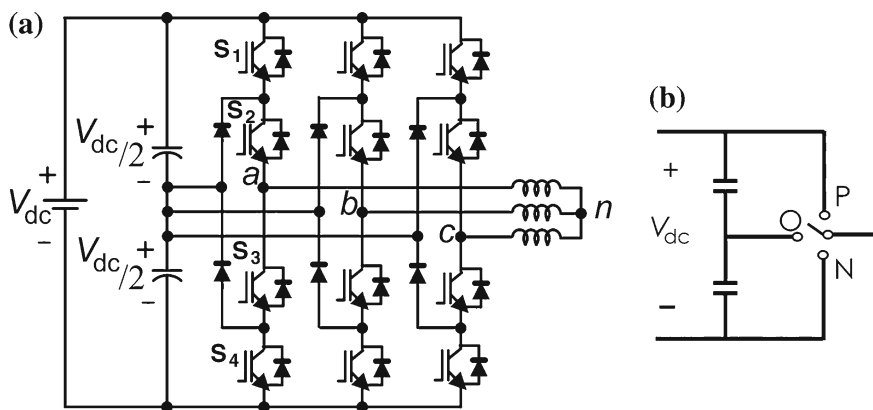 (a)
S1
S2
+
Vdc/2
−
a
+
Vdc
−
b
n
c
+
Vdc/2
−
S3
S4
(b)
+
P
O
Vdc
N
−